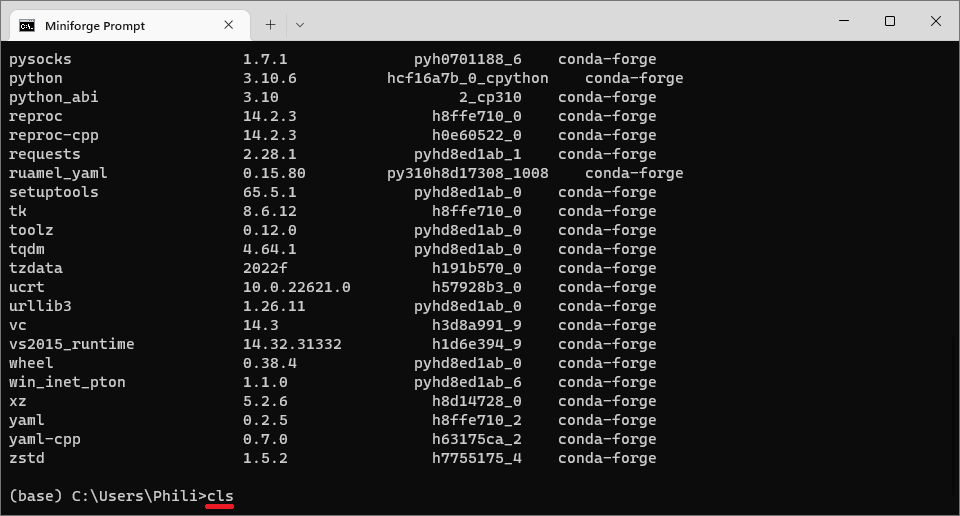 Miniforge Prompt
pysocks 1.7.1 pyh0701188_6 conda-forge
python 3.10.6 hcf16a7b_0_cpython conda-forge
python_abi 3.10 2_cp310 conda-forge
reproc 14.2.3 h8ffe710_0 conda-forge
reproc-cpp 14.2.3 h0e60522_0 conda-forge
requests 2.28.1 pyhd8ed1ab_1 conda-forge
ruamel_yaml 0.15.80 py310h8d17308_1008 conda-forge
setuptools 65.5.1 pyhd8ed1ab_0 conda-forge
tk 8.6.12 h8ffe710_0 conda-forge
toolz 0.12.0 pyhd8ed1ab_0 conda-forge
tqdm 4.64.1 pyhd8ed1ab_0 conda-forge
tzdata 2022f h191b570_0 conda-forge
ucrt 10.0.22621.0 h57928b3_0 conda-forge
urllib3 1.26.11 pyhd8ed1ab_0 conda-forge
vc 14.3 h3d8a991_9 conda-forge
vs2015_runtime 14.32.31332 h1d6e394_9 conda-forge
wheel 0.38.4 pyhd8ed1ab_0 conda-forge
win_inet_pton 1.1.0 pyhd8ed1ab_6 conda-forge
xz 5.2.6 h8d14728_0 conda-forge
yaml 0.2.5 h8ffe710_2 conda-forge
yaml-cpp 0.7.0 h63175ca_2 conda-forge
zstd 1.5.2 h7755175_4 conda-forge
(base) C:\Users\Phili>cls